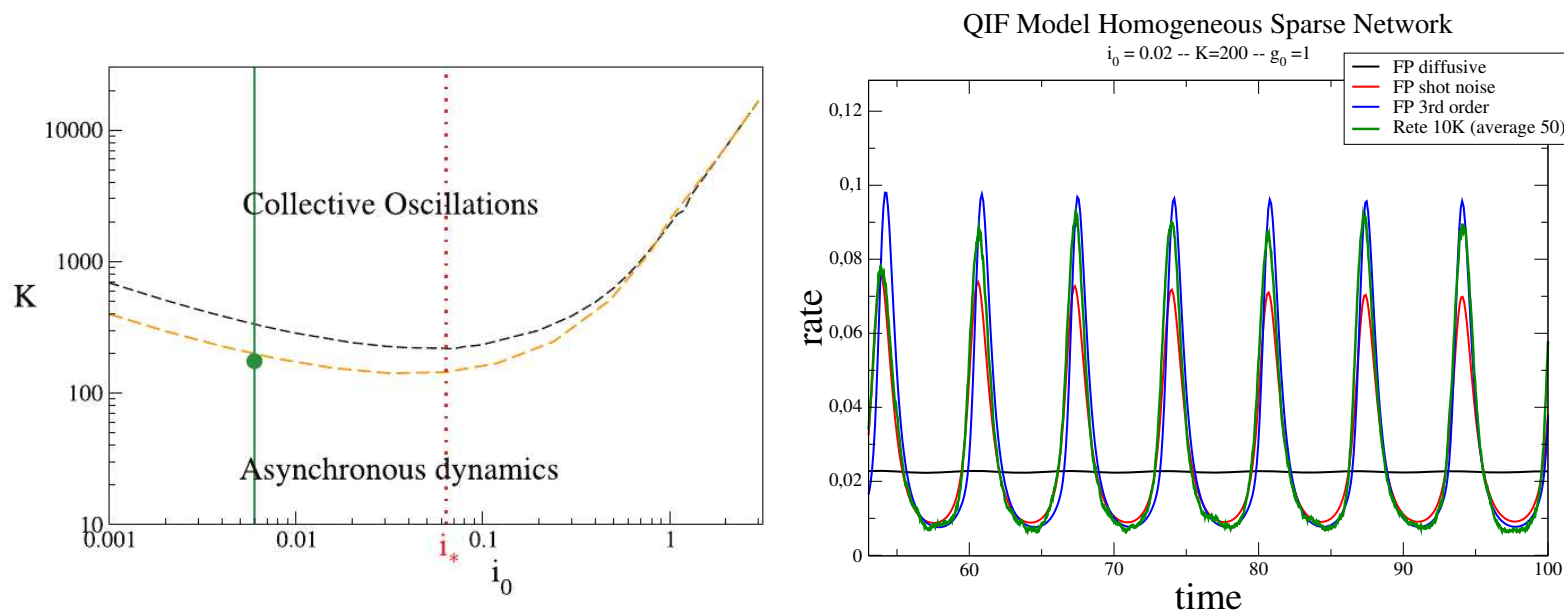 10000
1000
100
10
K
Collective Oscillations
Asynchronous dynamics
0.001
0.01
0.1
1
i*
i0
QIF Model Homogeneous Sparse Network
i0 = 0.02 -- K=200 -- g0 =1
FP diffusive
FP shot noise
FP 3rd order
Rete 10K (average 50)
0,12
0,1
0,08
0,06
0,04
0,02
0
rate
60
70
80
90
100
time